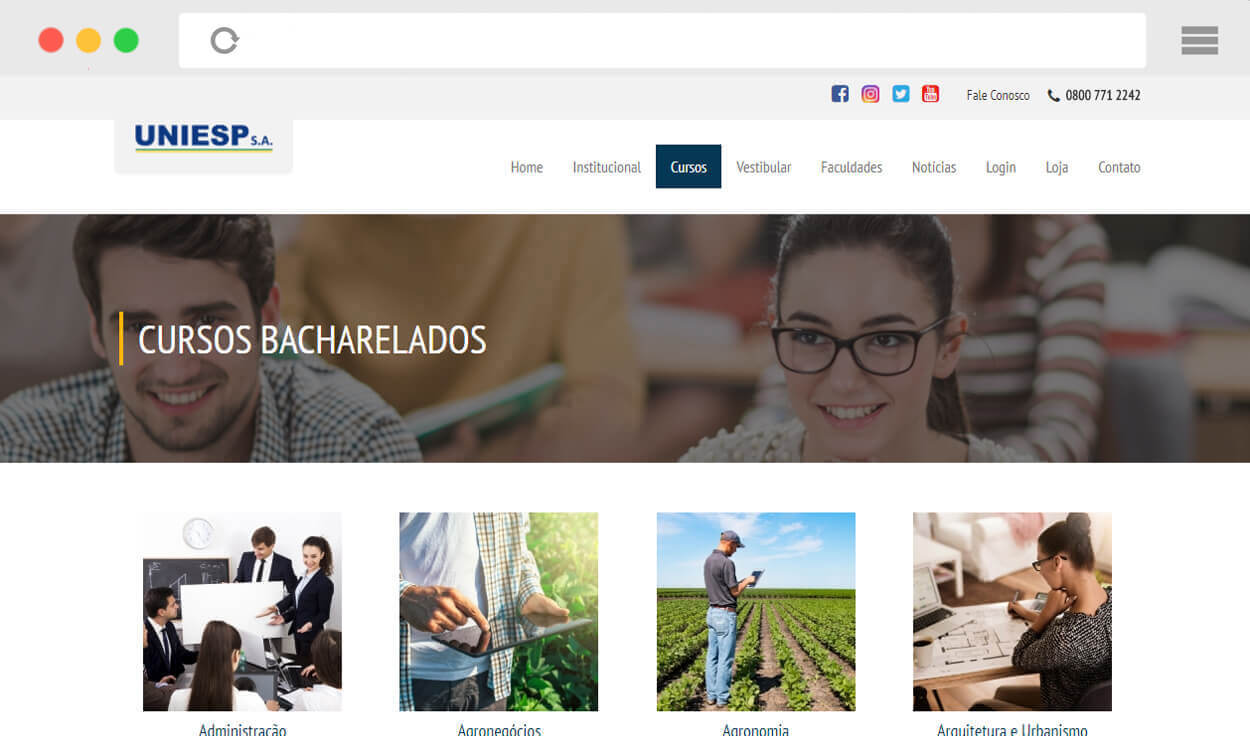 Fale Conosco 0800 771 2242
UNIESP S.A.
Home Institucional Cursos Vestibular Faculdades Notícias Login Loja Contato
CURSOS BACHARELADOS
Administração Agronegócios Agronomia Arquitetura e Urbanismo